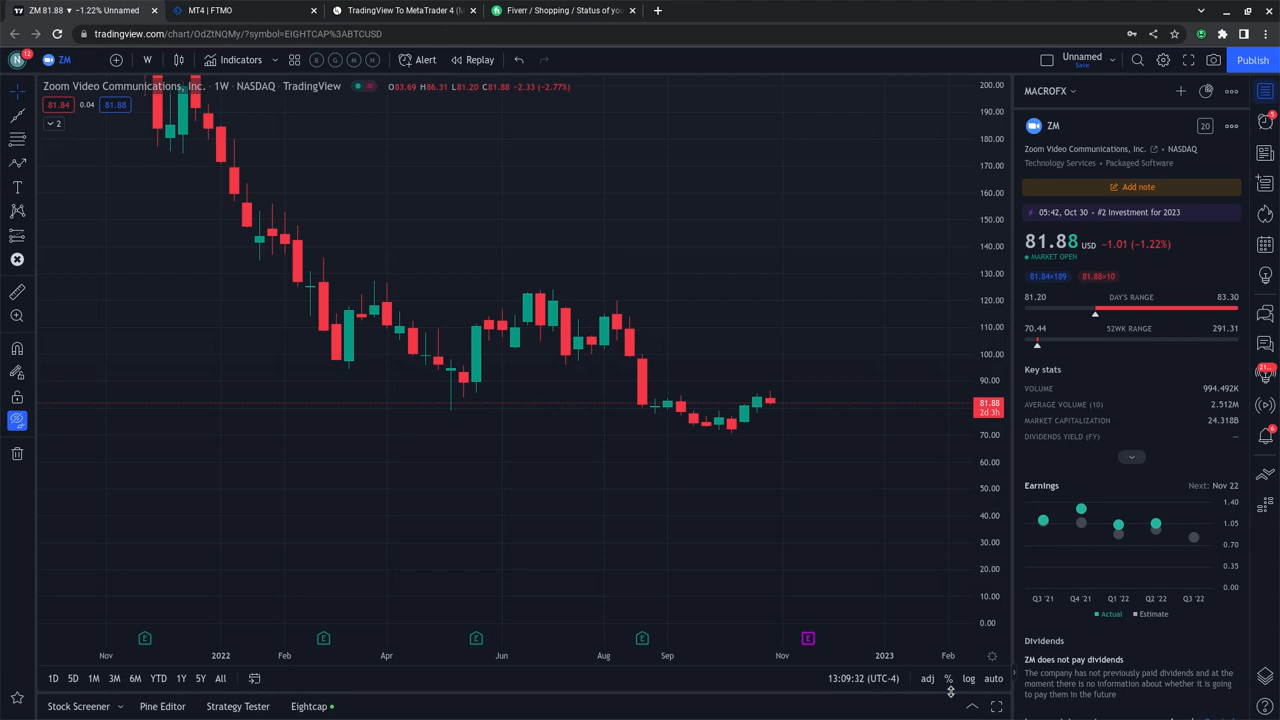 ZM 81.88 ▼ −1.22% Unnamed
MT4 | FTMO
TradingView To MetaTrader 4 (M
Fiverr / Shopping / Status of you
tradingview.com/chart/OdZtNQMy/?symbol=EIGHTCAP%3ABTCUSD
N 12 ZM W Indicators B G M H Alert Replay Unnamed Save Publish
Zoom Video Communications, Inc. · 1W · NASDAQ TradingView O83.69 H86.31 L81.20 C81.88 −2.33 (−2.77%)
81.84 0.04 81.88
2
200.00
190.00
180.00
170.00
160.00
150.00
140.00
130.00
120.00
110.00
100.00
90.00
81.88
2d 3h
70.00
60.00
50.00
40.00
30.00
20.00
10.00
0.00
E E E E E
Nov 2022 Feb Apr Jun Aug Sep Nov 2023 Feb
1D 5D 1M 3M 6M YTD 1Y 5Y All 13:09:32 (UTC-4) adj % log auto
Stock Screener Pine Editor Strategy Tester Eightcap
MACROFX
ZM 20
Zoom Video Communications, Inc. • NASDAQ
Technology Services • Packaged Software
Add note
05:42, Oct 30 • #2 Investment for 2023
81.88 USD −1.01 (−1.22%)
MARKET OPEN
81.84×189 81.88×10
81.20 DAY'S RANGE 83.30
70.44 52WK RANGE 291.31
Key stats
VOLUME 994.492K
AVERAGE VOLUME (10) 2.512M
MARKET CAPITALIZATION 24.318B
DIVIDENDS YIELD (FY) —
Earnings Next: Nov 22
1.40
1.05
0.70
0.35
0.00
Q3 '21 Q4 '21 Q1 '22 Q2 '22 Q3 '22
Actual Estimate
Dividends
ZM does not pay dividends
The company has not previously paid dividends and at the
moment there is no information about whether it is going
to pay them in the future